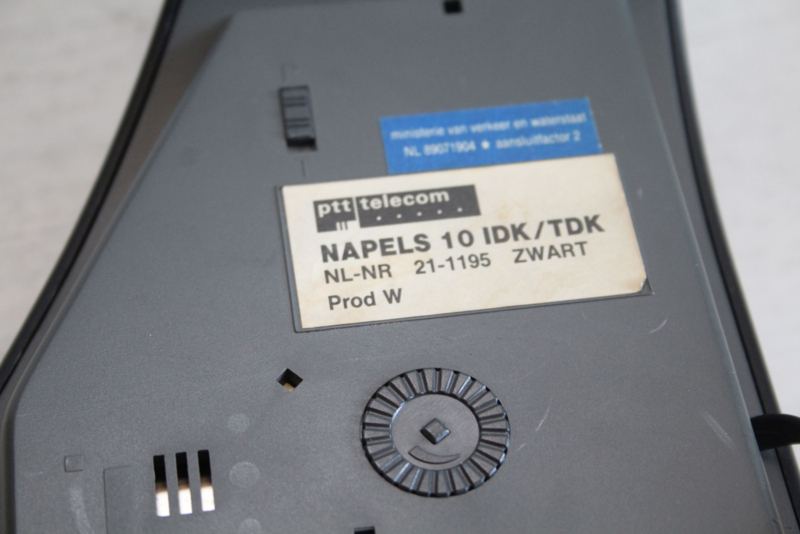 ministerie van verkeer en waterstaat
NL 89071904 ★ aansluitfactor 2
ptt telecom
NAPELS 10 IDK/TDK
NL-NR 21-1195 ZWART
Prod W